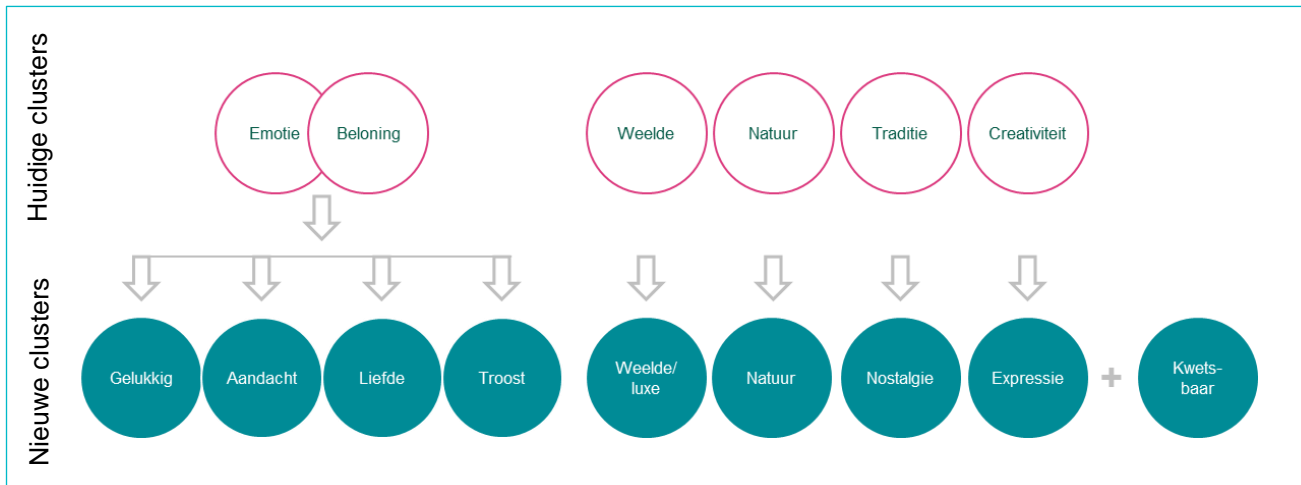 Huidige clusters
Emotie
Beloning
Weelde
Natuur
Traditie
Creativiteit
Nieuwe clusters
Gelukkig
Aandacht
Liefde
Troost
Weelde/
luxe
Natuur
Nostalgie
Expressie
+
Kwets-
baar